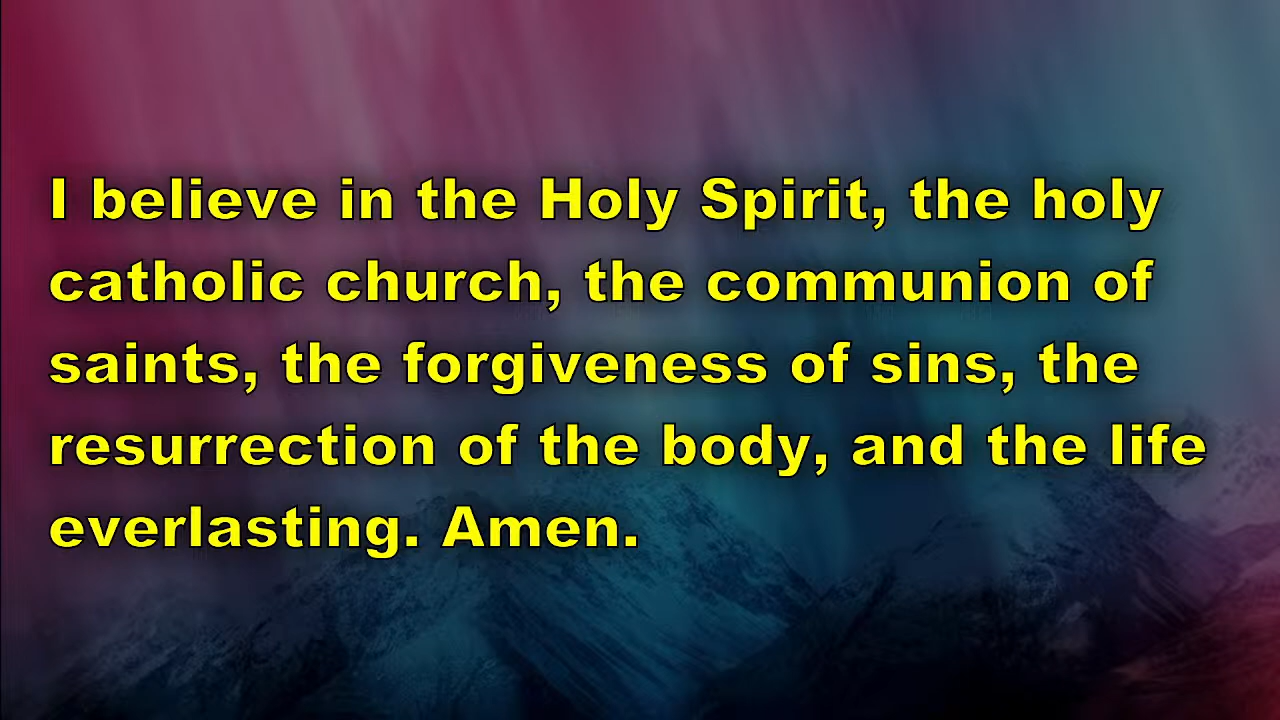 I believe in the Holy Spirit, the holy
catholic church, the communion of
saints, the forgiveness of sins, the
resurrection of the body, and the life
everlasting. Amen.